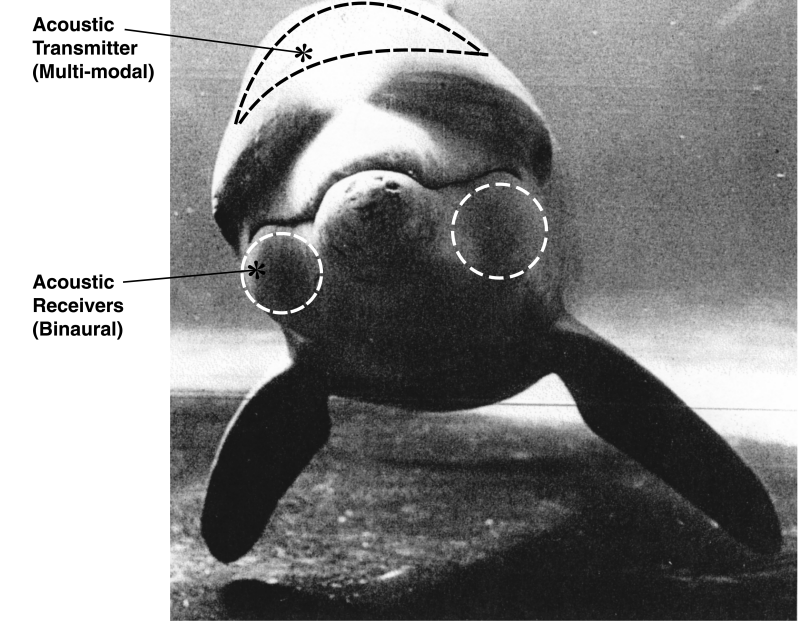 Acoustic
Transmitter
(Multi-modal)
Acoustic
Receivers
(Binaural)